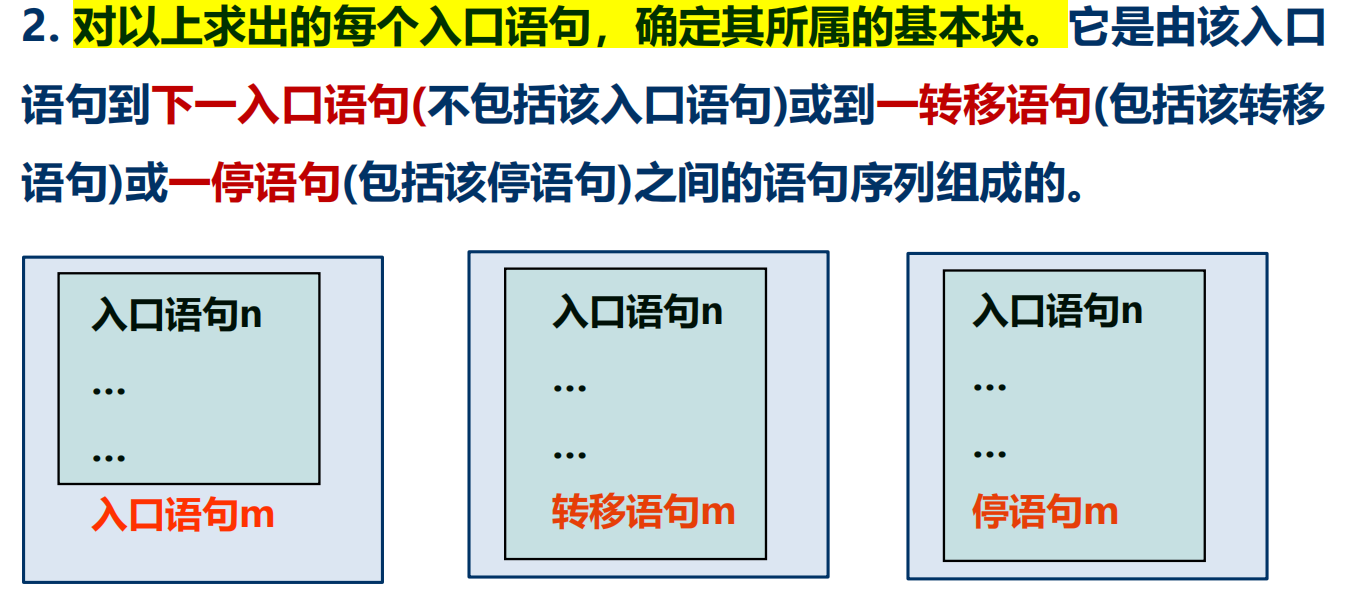 2. 对以上求出的每个入口语句，确定其所属的基本块。它是由该入口
语句到下一入口语句(不包括该入口语句)或到一转移语句(包括该转移
语句)或一停语句(包括该停语句)之间的语句序列组成的。
入口语句n
...
...
入口语句m
入口语句n
...
...
转移语句m
入口语句n
...
...
停语句m